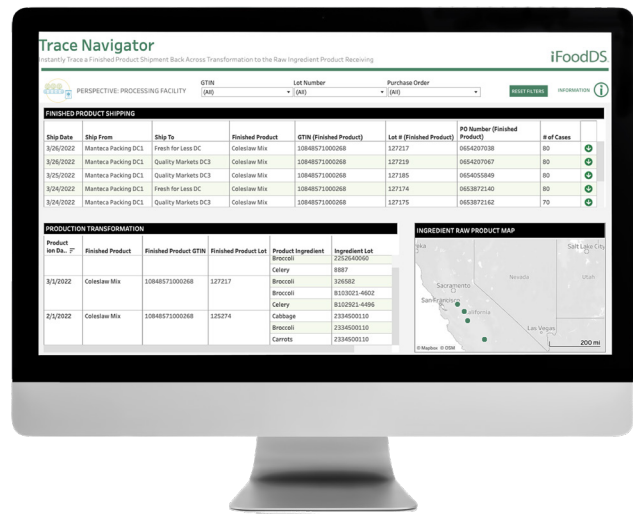 Trace Navigator
Instantly Trace a Finished Product Shipment Back Across Transformation to the Raw Ingredient Product Receiving
iFoodDS
PERSPECTIVE: PROCESSING FACILITY
GTIN
(All)
Lot Number
(All)
Purchase Order
(All)
RESET FILTERS
INFORMATION
i
FINISHED PRODUCT SHIPPING
Ship Date Ship From Ship To Finished Product GTIN (Finished Product) Lot # (Finished Product) PO Number (Finished Product) # of Cases
3/26/2022 Manteca Packing DC1 Fresh for Less DC Coleslaw Mix 10848571000268 127217 0654207038 80
3/26/2022 Manteca Packing DC1 Quality Markets DC3 Coleslaw Mix 10848571000268 127219 0654207067 80
3/25/2022 Manteca Packing DC1 Quality Markets DC3 Coleslaw Mix 10848571000268 127185 0654055849 80
3/24/2022 Manteca Packing DC1 Fresh for Less DC Coleslaw Mix 10848571000268 127174 0653872140 80
3/24/2022 Manteca Packing DC1 Quality Markets DC3 Coleslaw Mix 10848571000268 127175 0653872162 70
PRODUCTION TRANSFORMATION
Product
ion Da.. Finished Product Finished Product GTIN Finished Product Lot Product Ingredient Ingredient Lot
Broccoli 2252640060
Celery 8887
3/1/2022 Coleslaw Mix 10848571000268 127217 Broccoli 326582
Broccoli 8103021-4602
Celery 8102921-4496
2/1/2022 Coleslaw Mix 10848571000268 125274 Cabbage 2334500110
Broccoli 2334500110
Carrots 2334500110
INGREDIENT RAW PRODUCT MAP
eka
Salt Lake City
Nevada
Utah
Sacramento
San Francisco
California
Las Vegas
© Mapbox © OSM
200 mi